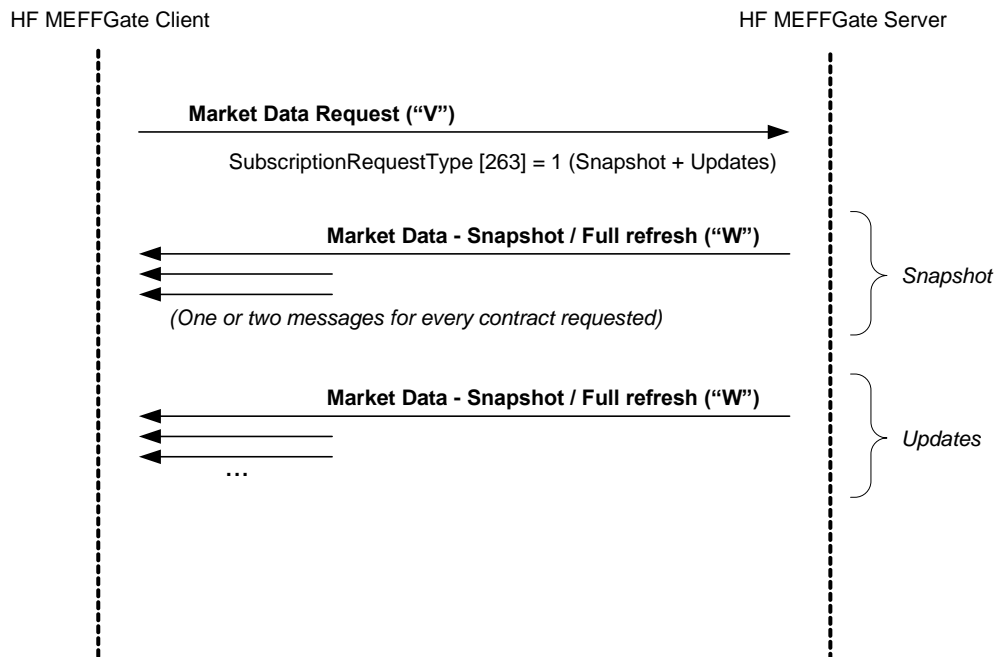 HF MEFFGate Client
HF MEFFGate Server
Market Data Request (“V”)
SubscriptionRequestType [263] = 1 (Snapshot + Updates)
Market Data - Snapshot / Full refresh (“W”)
Snapshot
(One or two messages for every contract requested)
Market Data - Snapshot / Full refresh (“W”)
Updates
...